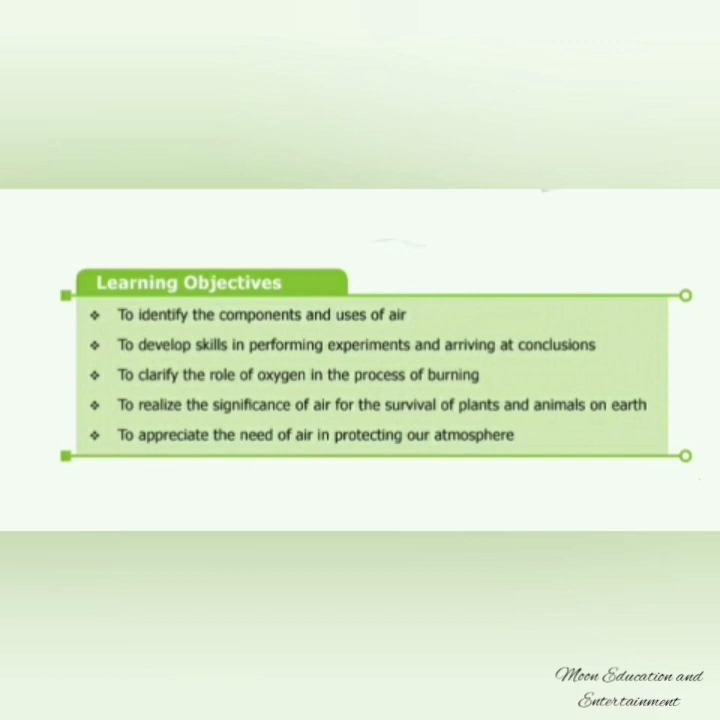 Learning Objectives
❖ To identify the components and uses of air
❖ To develop skills in performing experiments and arriving at conclusions
❖ To clarify the role of oxygen in the process of burning
❖ To realize the significance of air for the survival of plants and animals on earth
❖ To appreciate the need of air in protecting our atmosphere
Moon Education and
Entertainment